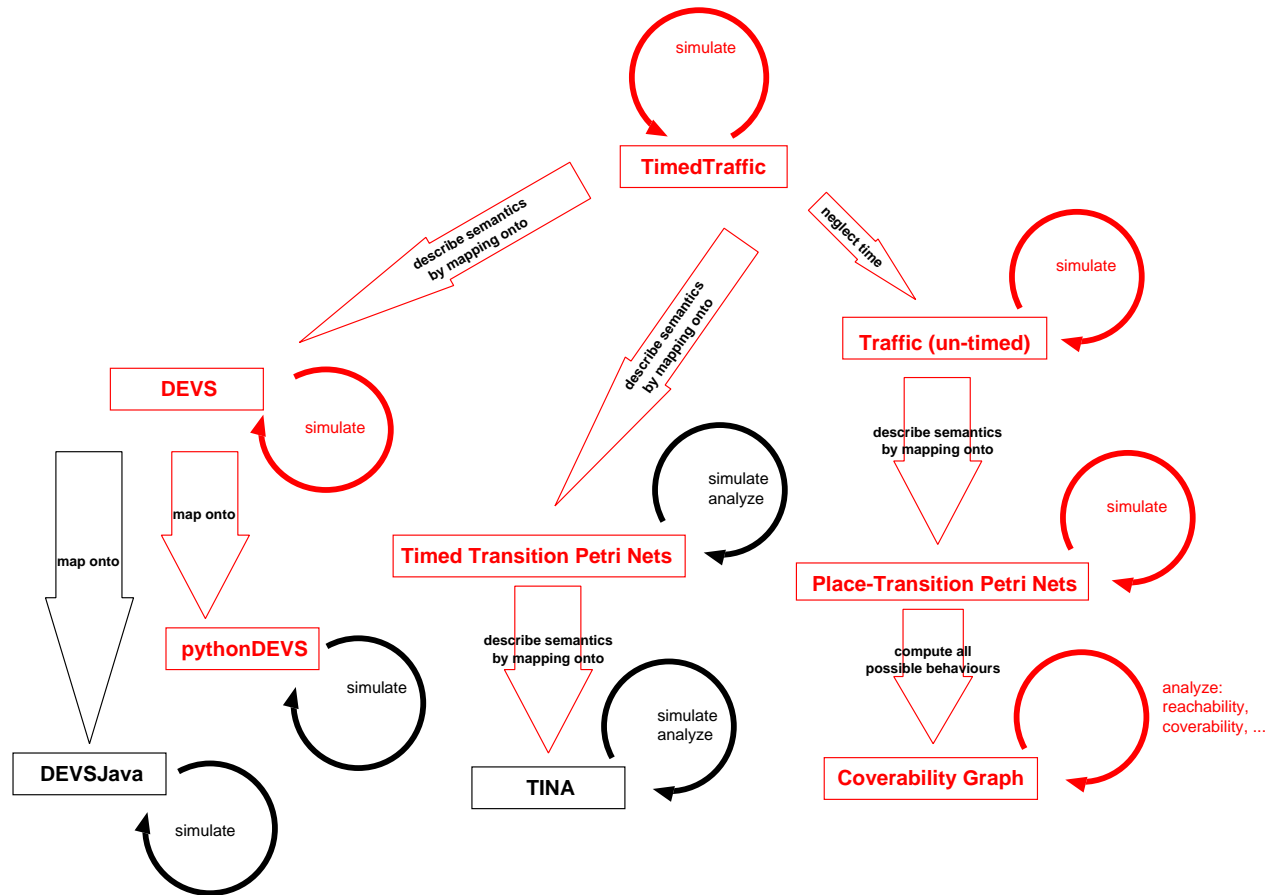 simulate
TimedTraffic
describe semantics
by mapping onto
neglect time
simulate
describe semantics
by mapping onto
Traffic (un-timed)
DEVS
simulate
describe semantics
by mapping onto
simulate
analyze
simulate
map onto
map onto
Timed Transition Petri Nets
Place-Transition Petri Nets
pythonDEVS
simulate
describe semantics
by mapping onto
compute all
possible behaviours
simulate
analyze
analyze:
reachability,
coverability, ...
DEVSJava
TINA
Coverability Graph
simulate